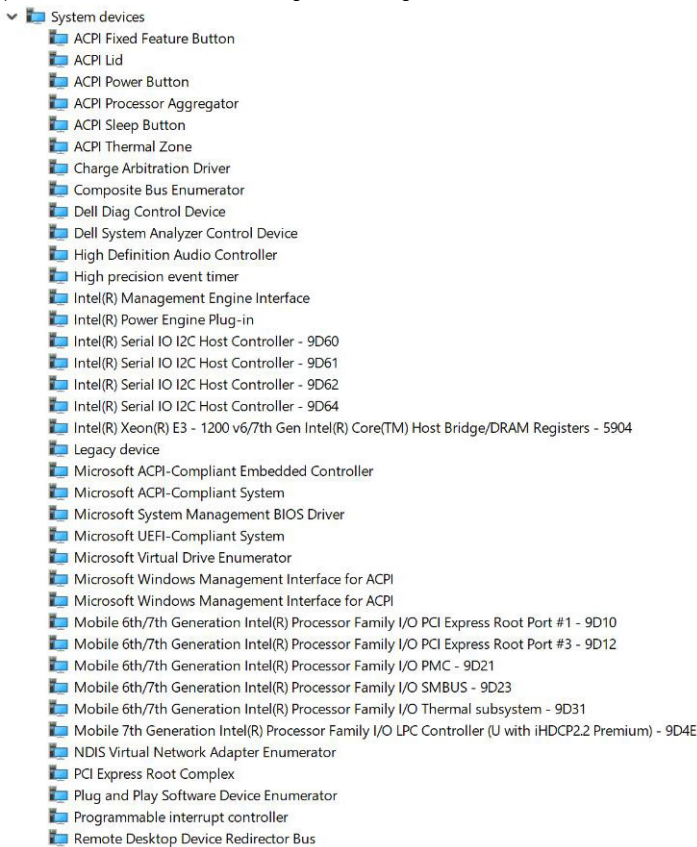 System devices
ACPI Fixed Feature Button
ACPI Lid
ACPI Power Button
ACPI Processor Aggregator
ACPI Sleep Button
ACPI Thermal Zone
Charge Arbitration Driver
Composite Bus Enumerator
Dell Diag Control Device
Dell System Analyzer Control Device
High Definition Audio Controller
High precision event timer
Intel(R) Management Engine Interface
Intel(R) Power Engine Plug-in
Intel(R) Serial IO I2C Host Controller - 9D60
Intel(R) Serial IO I2C Host Controller - 9D61
Intel(R) Serial IO I2C Host Controller - 9D62
Intel(R) Serial IO I2C Host Controller - 9D64
Intel(R) Xeon(R) E3 - 1200 v6/7th Gen Intel(R) Core(TM) Host Bridge/DRAM Registers - 5904
Legacy device
Microsoft ACPI-Compliant Embedded Controller
Microsoft ACPI-Compliant System
Microsoft System Management BIOS Driver
Microsoft UEFI-Compliant System
Microsoft Virtual Drive Enumerator
Microsoft Windows Management Interface for ACPI
Microsoft Windows Management Interface for ACPI
Mobile 6th/7th Generation Intel(R) Processor Family I/O PCI Express Root Port #1 - 9D10
Mobile 6th/7th Generation Intel(R) Processor Family I/O PCI Express Root Port #3 - 9D12
Mobile 6th/7th Generation Intel(R) Processor Family I/O PMC - 9D21
Mobile 6th/7th Generation Intel(R) Processor Family I/O SMBUS - 9D23
Mobile 6th/7th Generation Intel(R) Processor Family I/O Thermal subsystem - 9D31
Mobile 7th Generation Intel(R) Processor Family I/O LPC Controller (U with iHDCP2.2 Premium) - 9D4E
NDIS Virtual Network Adapter Enumerator
PCI Express Root Complex
Plug and Play Software Device Enumerator
Programmable interrupt controller
Remote Desktop Device Redirector Bus